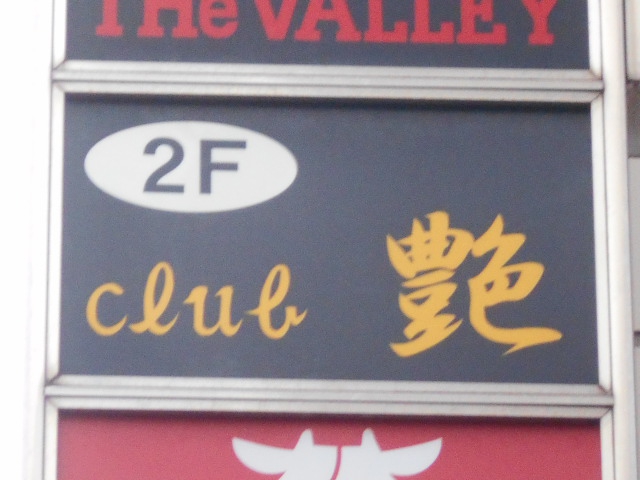 THe VALLEY
2F
club 艶